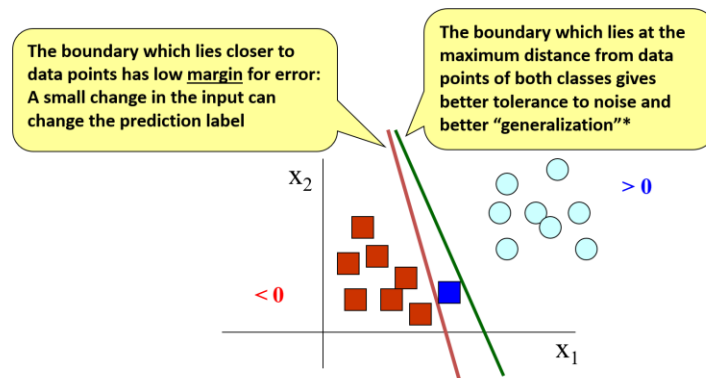 The boundary which lies closer to
data points has low margin for error:
A small change in the input can
change the prediction label
The boundary which lies at the
maximum distance from data
points of both classes gives
better tolerance to noise and
better “generalization”*
X2
> 0
< 0
X1